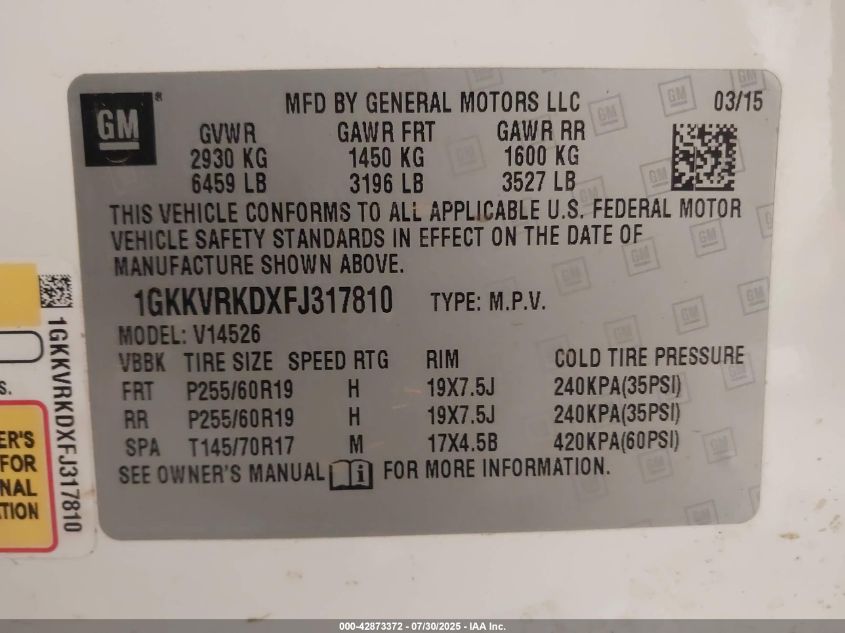 GM ®
MFD BY GENERAL MOTORS LLC 03/15
GVWR GAWR FRT GAWR RR
2930 KG 1450 KG 1600 KG
6459 LB 3196 LB 3527 LB
THIS VEHICLE CONFORMS TO ALL APPLICABLE U.S. FEDERAL MOTOR
VEHICLE SAFETY STANDARDS IN EFFECT ON THE DATE OF
MANUFACTURE SHOWN ABOVE.
1GKKVRKDXFJ317810 TYPE: M.P.V.
MODEL: V14526
VBBK TIRE SIZE SPEED RTG RIM COLD TIRE PRESSURE
FRT P255/60R19 H 19X7.5J 240KPA(35PSI)
RR P255/60R19 H 19X7.5J 240KPA(35PSI)
SPA T145/70R17 M 17X4.5B 420KPA(60PSI)
SEE OWNER'S MANUAL i FOR MORE INFORMATION.
1GKKVRKDXFJ317810
S.
ER'S
FOR
NAL
TION
000-42873372 / 07/30/2025 - IAA Inc.